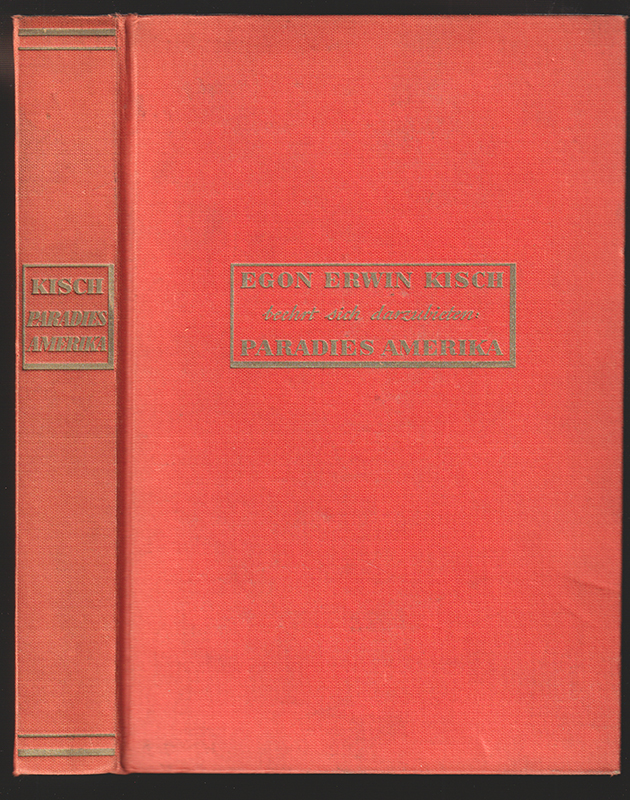 KISCH
PARADIES
AMERIKA
EGON ERWIN KISCH
beehrt sich darzubieten:
PARADIES AMERIKA